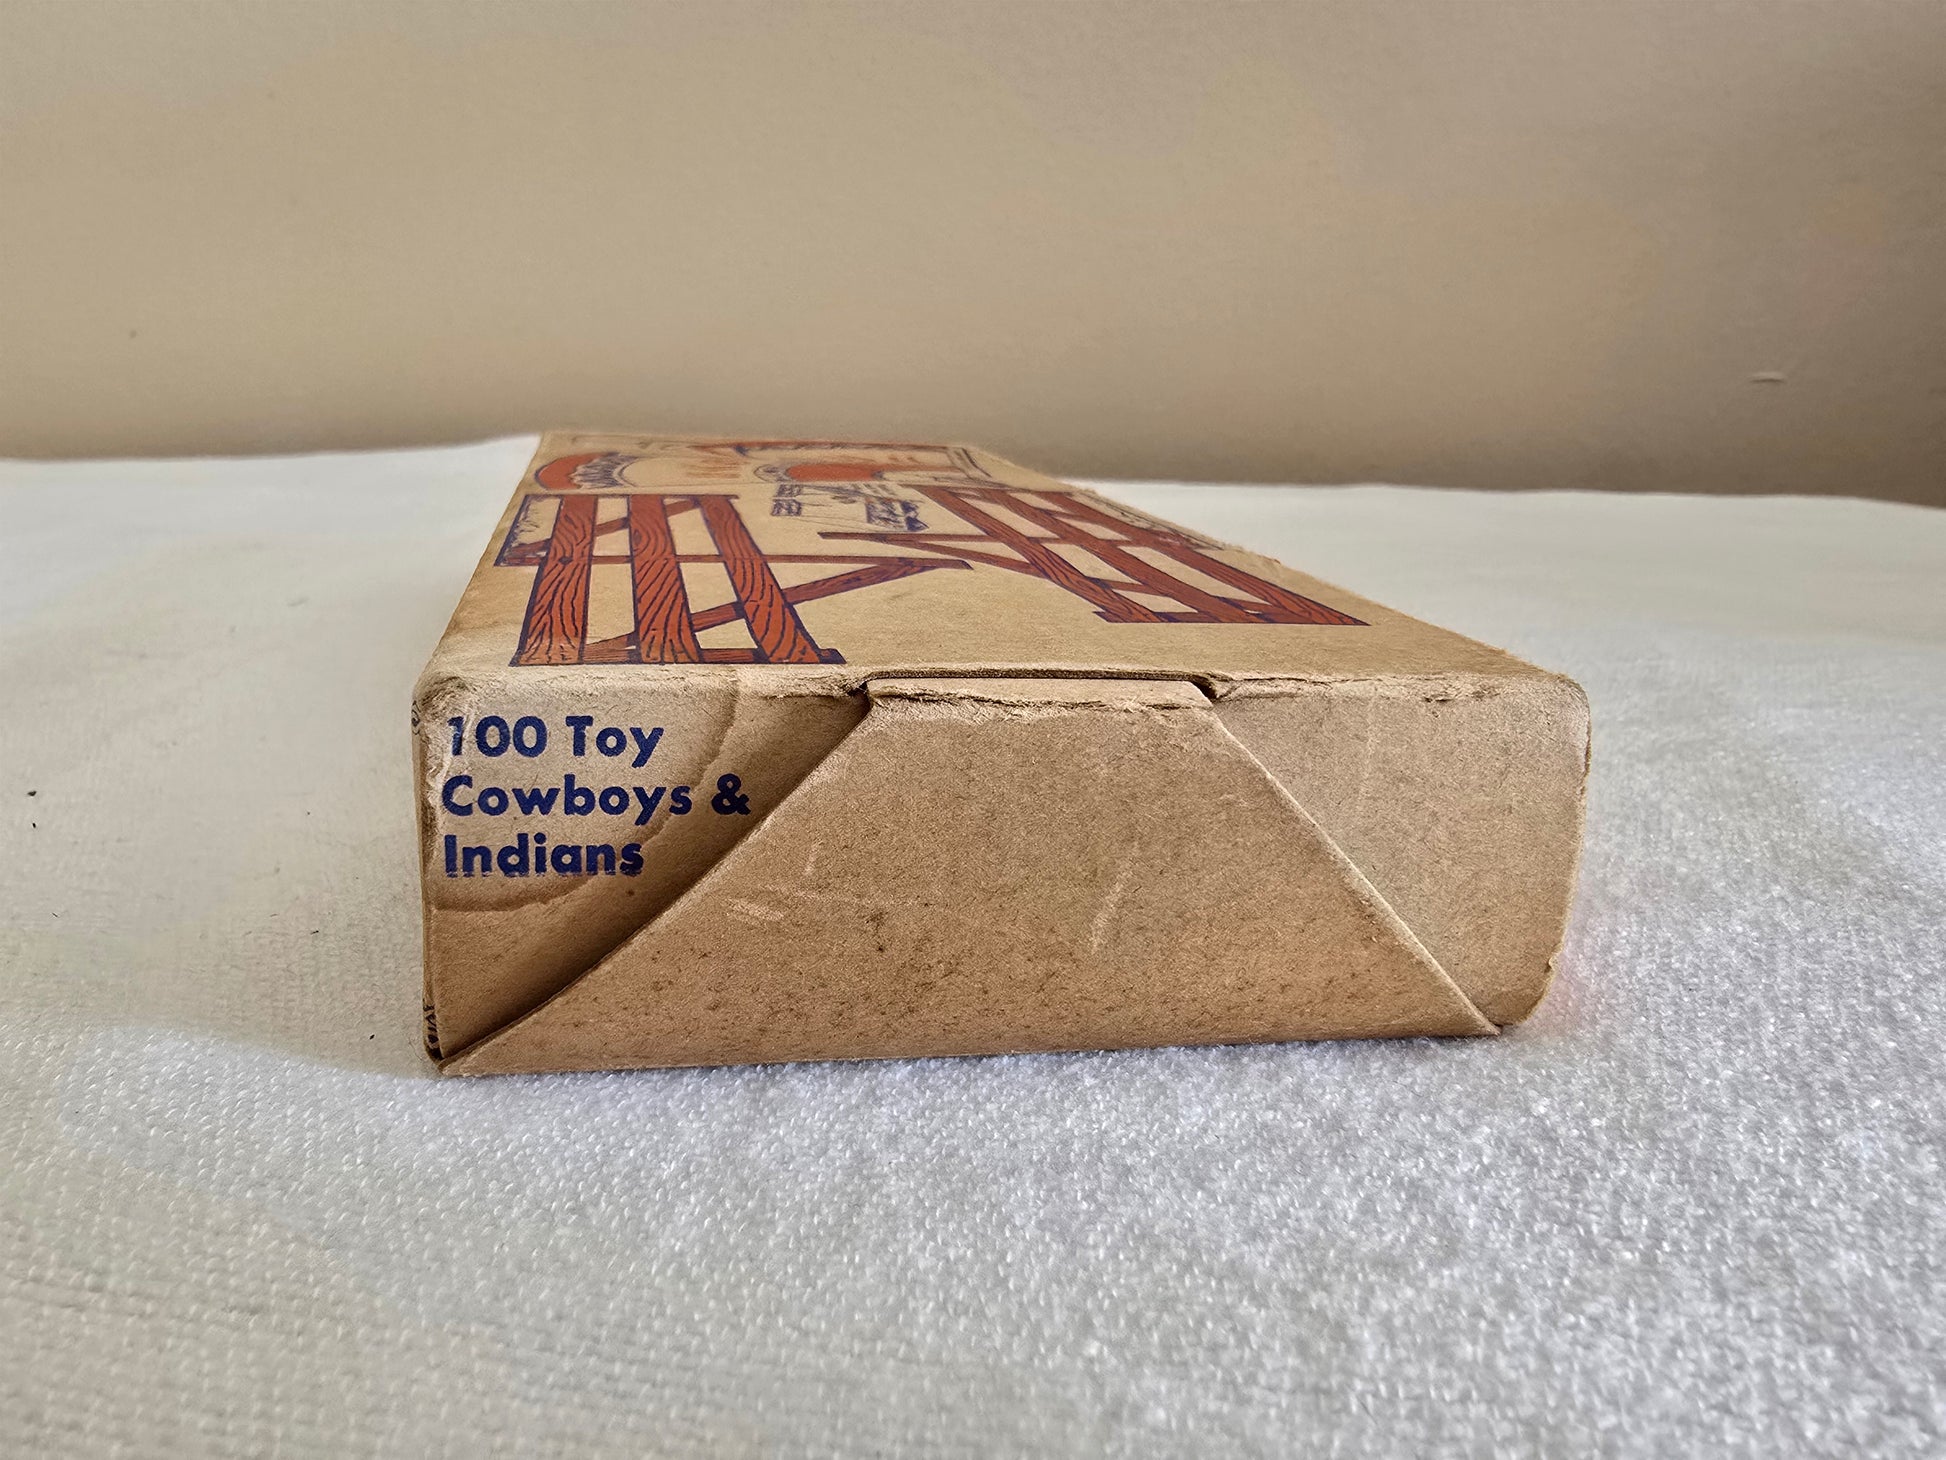 100 Toy
Cowboys &
Indians